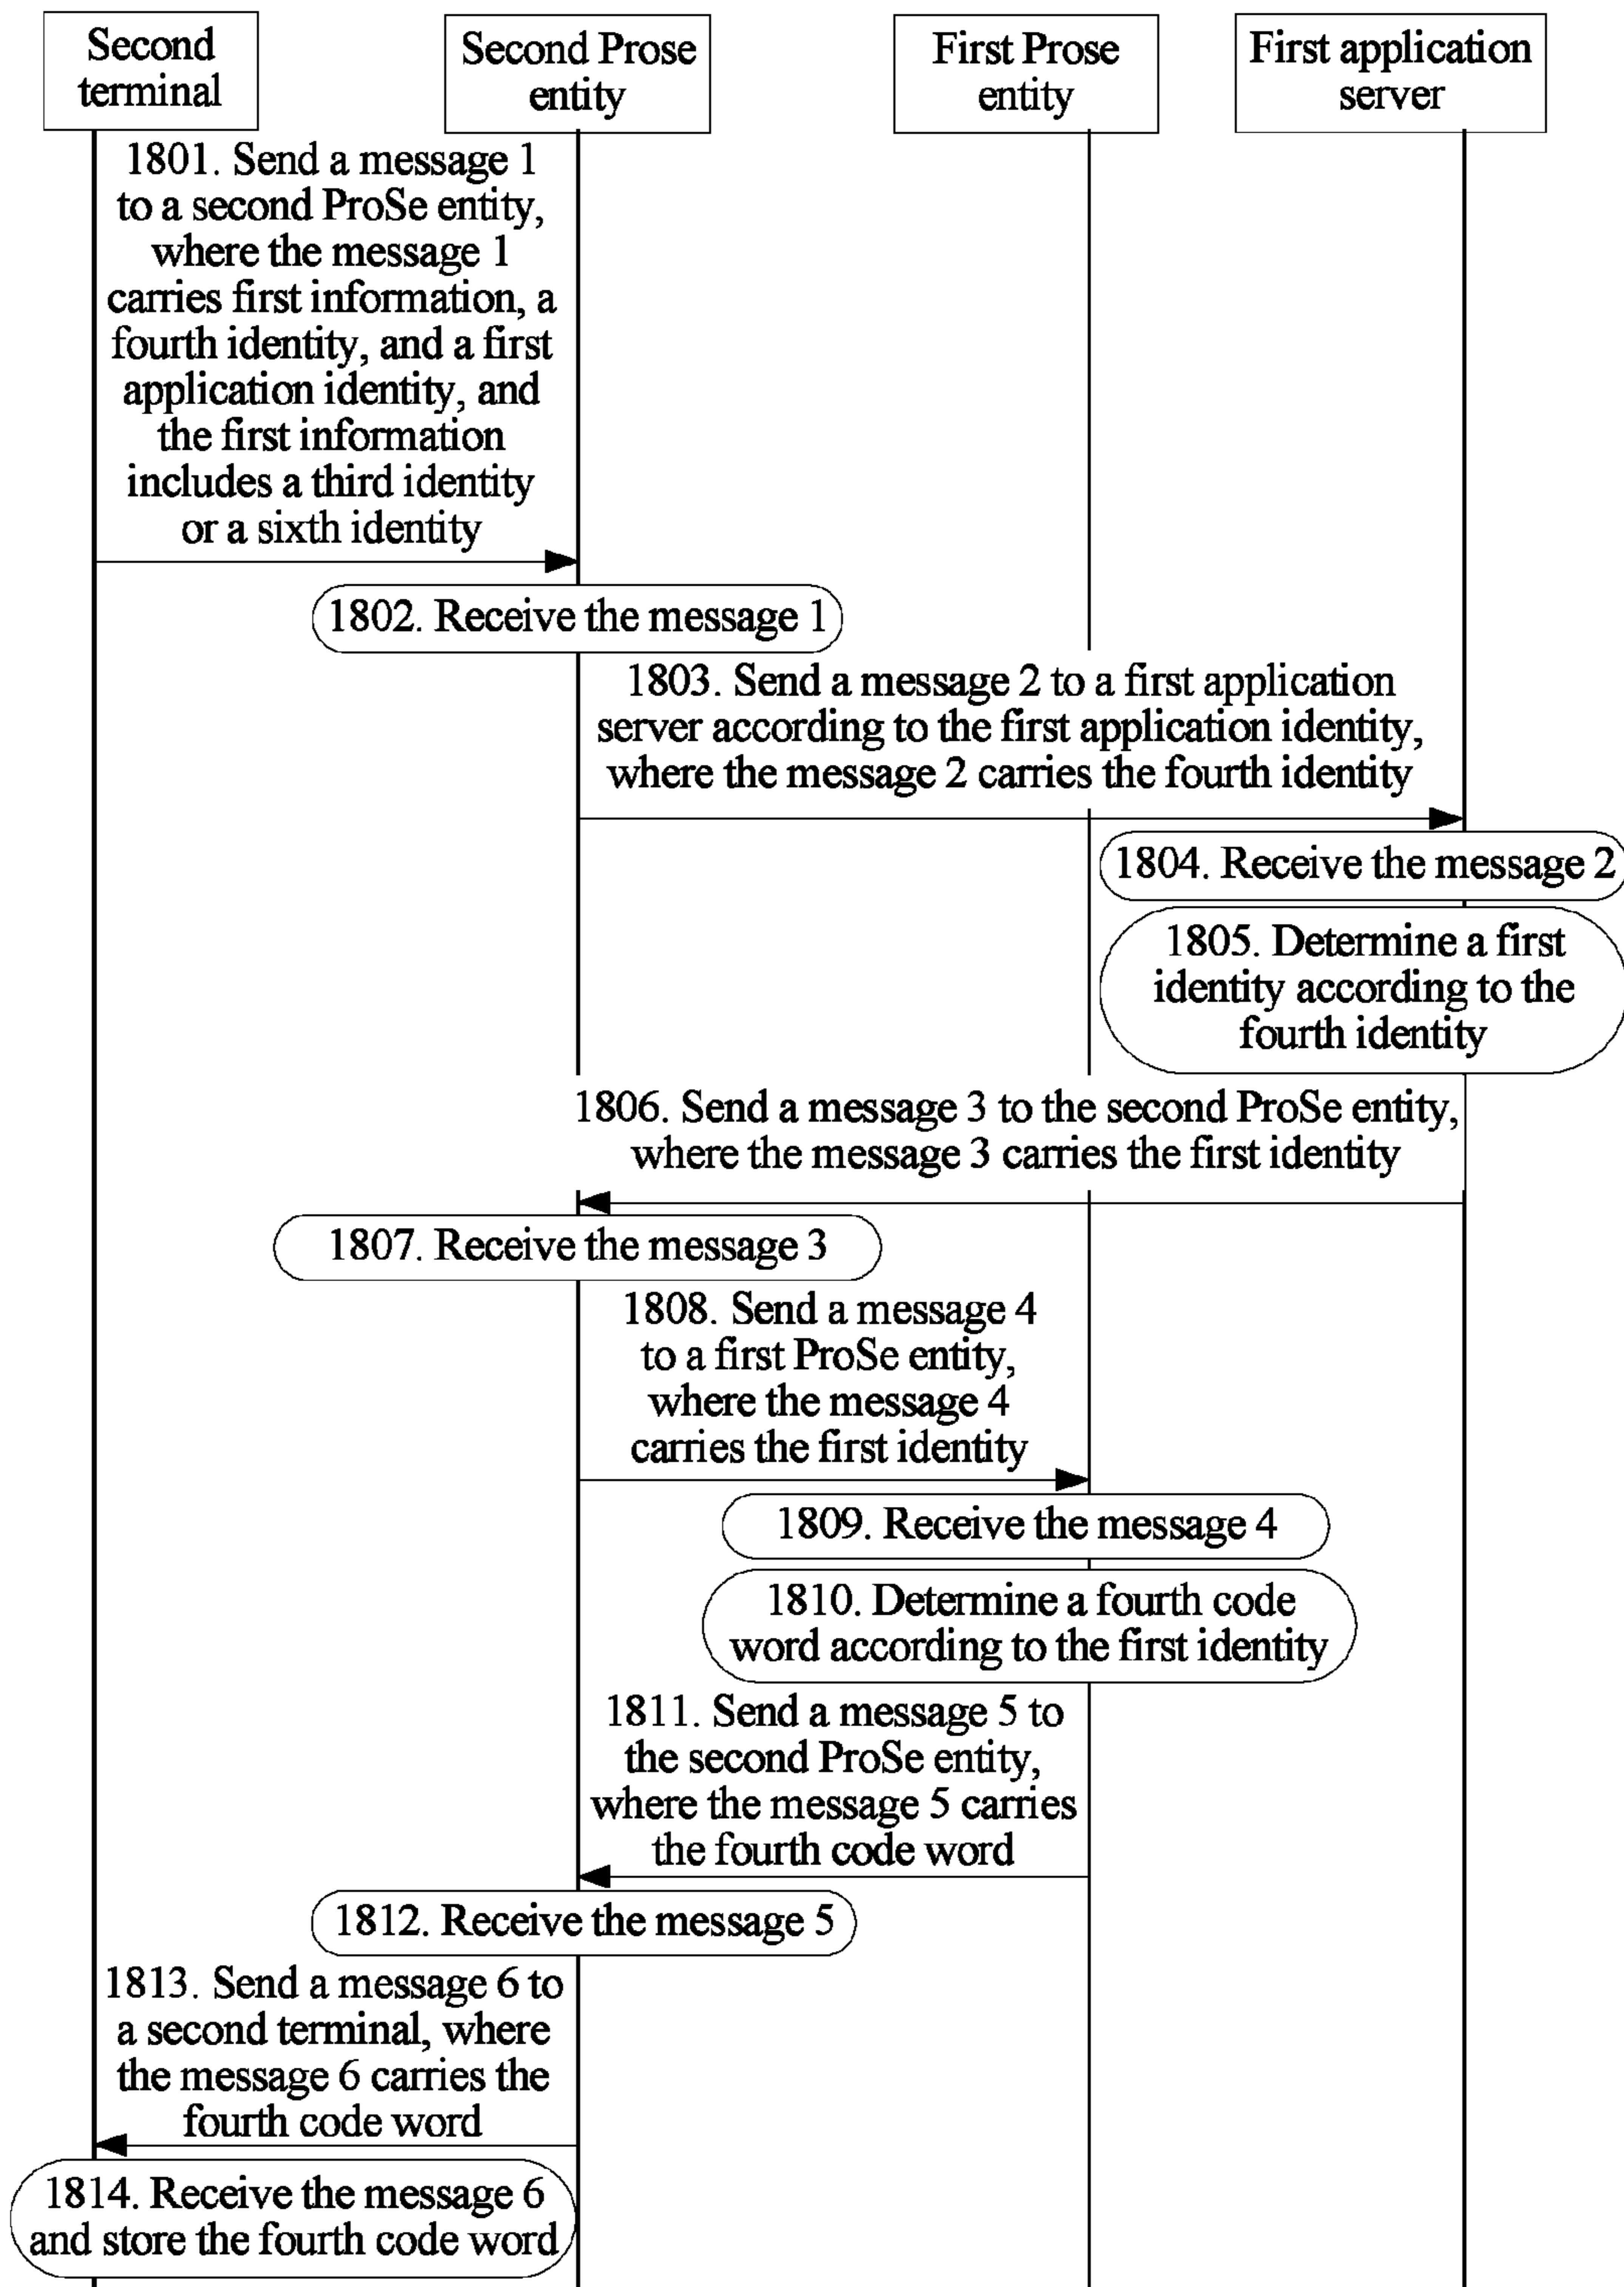 Second
terminal
Second Prose
entity
First Prose
entity
First application
server
1801. Send a message 1
to a second ProSe entity,
where the message 1
carries first information, a
fourth identity, and a first
application identity, and
the first information
includes a third identity
or a sixth identity
1802. Receive the message 1
1803. Send a message 2 to a first application
server according to the first application identity,
where the message 2 carries the fourth identity
1804. Receive the message 2
1805. Determine a first
identity according to the
fourth identity
1806. Send a message 3 to the second ProSe entity,
where the message 3 carries the first identity
1807. Receive the message 3
1808. Send a message 4
to a first ProSe entity,
where the message 4
carries the first identity
1809. Receive the message 4
1810. Determine a fourth code
word according to the first identity
1811. Send a message 5 to
the second ProSe entity,
where the message 5 carries
the fourth code word
1812. Receive the message 5
1813. Send a message 6 to
a second terminal, where
the message 6 carries the
fourth code word
1814. Receive the message 6
and store the fourth code word